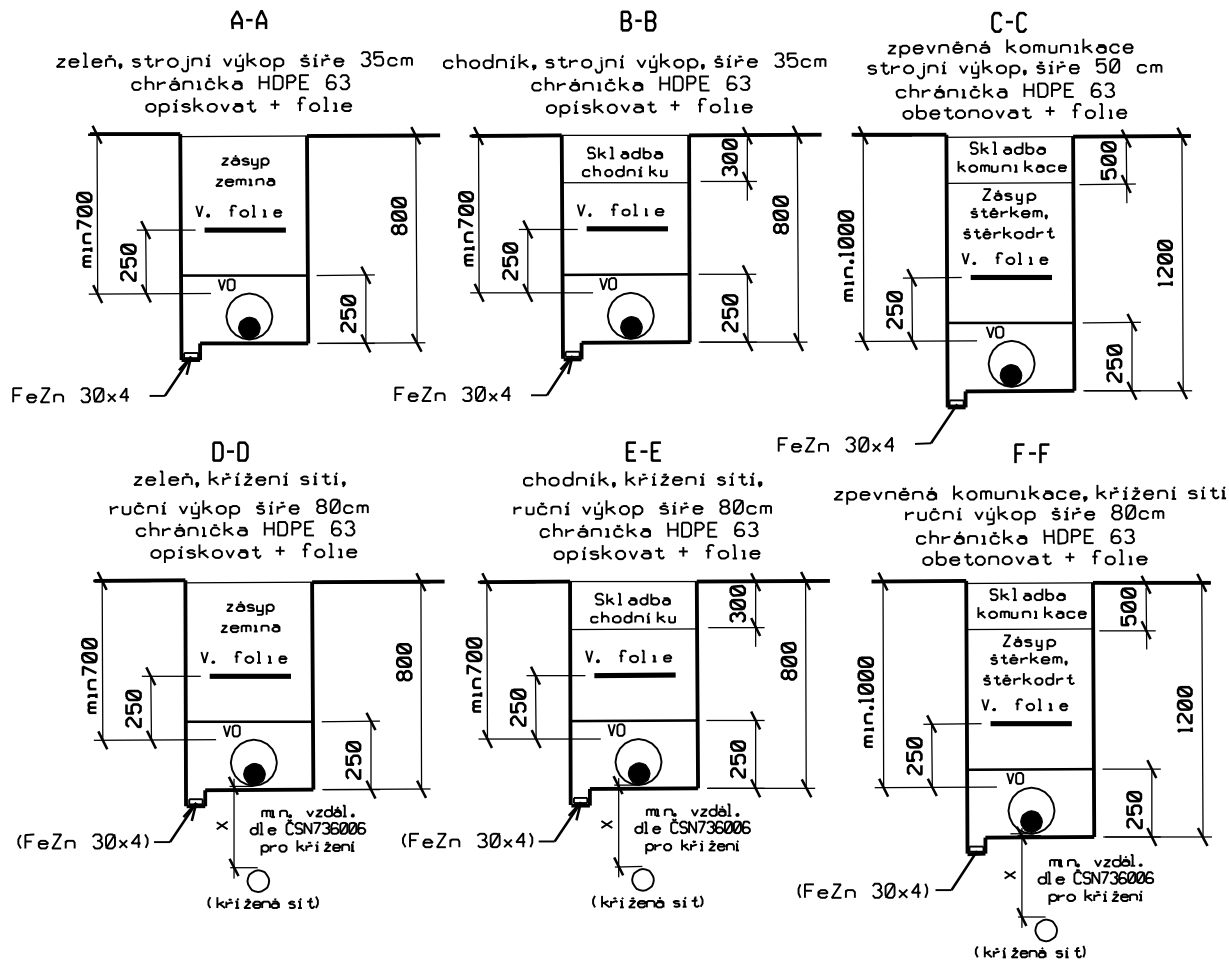 A-A
zeleň, strojní výkop šíře 35cm
chránička HDPE 63
opískovat + folie
zásyp
zemina
V. folie
VO
min700
250
250
800
FeZn 30x4
B-B
chodník, strojní výkop, šíře 35cm
chránička HDPE 63
opískovat + folie
Skladba
chodníku
V. folie
VO
min700
250
300
250
800
FeZn 30x4
C-C
zpevněná komunikace
strojní výkop, šíře 50 cm
chránička HDPE 63
obetonovat + folie
Skladba
komunikace
Zásyp
štěrkem,
štěrkodrt
V. folie
VO
min.1000
250
500
250
1200
FeZn 30x4
D-D
zeleň, křížení sítí,
ruční výkop šíře 80cm
chránička HDPE 63
opískovat + folie
zásyp
zemina
V. folie
VO
min700
250
250
800
(FeZn 30x4)
X
min. vzdál.
dle ČSN736006
pro křížení
(křížená síť)
E-E
chodník, křížení sítí,
ruční výkop šíře 80cm
chránička HDPE 63
opískovat + folie
Skladba
chodníku
V. folie
VO
min700
250
300
250
800
(FeZn 30x4)
X
min. vzdál.
dle ČSN736006
pro křížení
(křížená síť)
F-F
zpevněná komunikace, křížení sítí
ruční výkop šíře 80cm
chránička HDPE 63
obetonovat + folie
Skladba
komunikace
Zásyp
štěrkem,
štěrkodrt
V. folie
VO
min.1000
250
500
250
1200
(FeZn 30x4)
X
min. vzdál.
dle ČSN736006
pro křížení
(křížená síť)